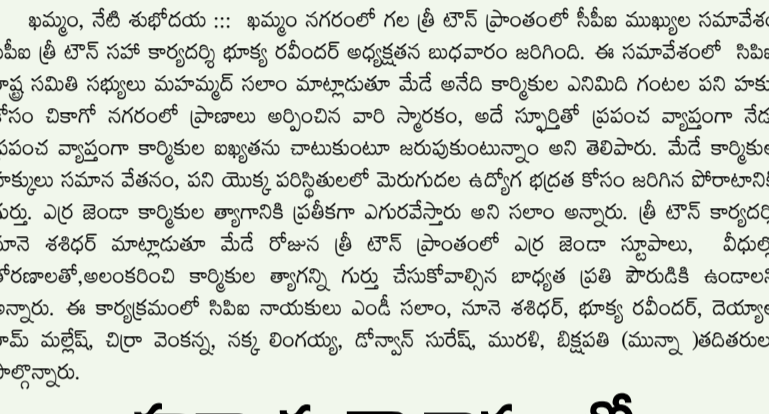 ఖమ్మం, నేటి శుభోదయ ::: ఖమ్మం నగరంలో గల త్రీ టౌన్ ప్రాంతంలో సీపీఐ ముఖ్యుల సమావేశం
త్రీ టౌన్ సహా కార్యదర్శి భూక్య రవీందర్ అధ్యక్షతన బుధవారం జరిగింది. ఈ సమావేశంలో సిపిఐ
సమితి సభ్యులు మహమ్మద్ సలాం మాట్లాడుతూ మేడే అనేది కార్మికుల ఎనిమిది గంటల పని హక్కు
కోసం చికాగో నగరంలో ప్రాణాలు అర్పించిన వారి స్మారకం, అదే స్ఫూర్తితో ప్రపంచ వ్యాప్తంగా నేడు
వ్యాప్తంగా కార్మికుల ఐఖ్యతను చాటుకుంటూ జరుపుకుంటున్నాం అని తెలిపారు. మేడే కార్మికుల
హక్కులు సమాన వేతనం, పని యొక్క పరిస్థితులలో మెరుగుదల ఉద్యోగ భద్రత కోసం జరిగిన పోరాటానికి
గుర్తు. ఎర్ర జెండా కార్మికుల త్యాగానికి ప్రతీకగా ఎగురవేస్తారు అని సలాం అన్నారు. త్రీ టౌన్ కార్యదర్శి
నూనె శశిధర్ మాట్లాడుతూ మేడే రోజున త్రీ టౌన్ ప్రాంతంలో ఎర్ర జెండా స్థూపాలు, వీధుల్లో
తోరణాలతో,అలంకరించి కార్మికుల త్యాగాన్ని గుర్తు చేసుకోవాల్సిన బాధ్యత ప్రతి పౌరుడికి ఉండాలని
అన్నారు. ఈ కార్యక్రమంలో సిపిఐ నాయకులు ఎండీ సలాం, నూనె శశిధర్, భూక్య రవీందర్, దెయ్యాల
మల్లేష్, చిర్రా వెంకన్న, నక్క లింగయ్య, డోన్వాన్ సురేష్, మురళి, బిక్షపతి (మున్నా )తదితరులు
పాల్గొన్నారు.